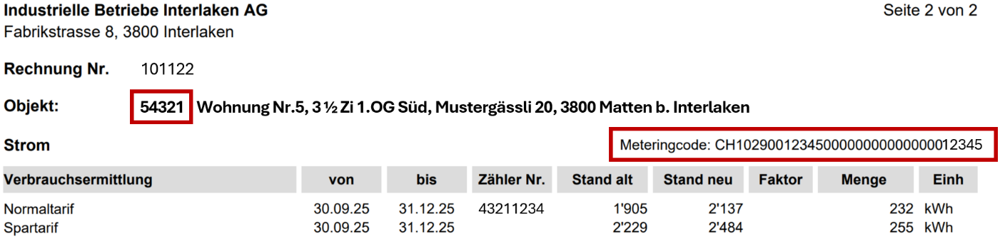 Industrielle Betriebe Interlaken AG Seite 2 von 2
Fabrikstrasse 8, 3800 Interlaken
Rechnung Nr. 101122
Objekt: 54321 Wohnung Nr.5, 3 ½ Zi 1.OG Süd, Mustergässli 20, 3800 Matten b. Interlaken
Strom Meteringcode: CH1029001234500000000000000012345
Verbrauchsermittlung von bis Zähler Nr. Stand alt Stand neu Faktor Menge Einh
Normaltarif 30.09.25 31.12.25 43211234 1'905 2'137 232 kWh
Spartarif 30.09.25 31.12.25 2'229 2'484 255 kWh